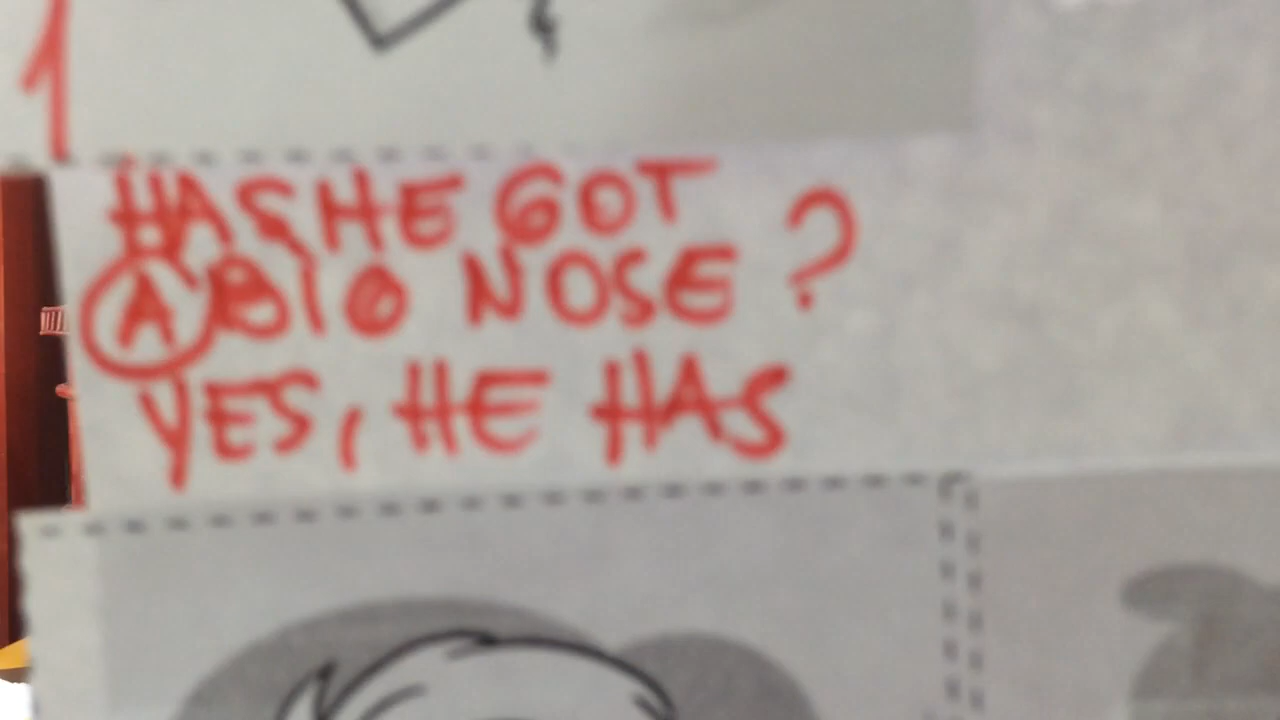 HAS HE GOT
A BIG NOSE ?
YES, HE HAS